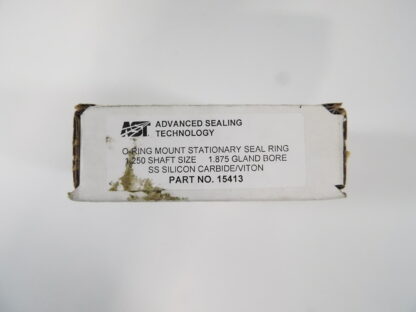 AST ADVANCED SEALING
TECHNOLOGY
O-RING MOUNT STATIONARY SEAL RING
1.250 SHAFT SIZE 1.875 GLAND BORE
SS SILICON CARBIDE/VITON
PART NO. 15413